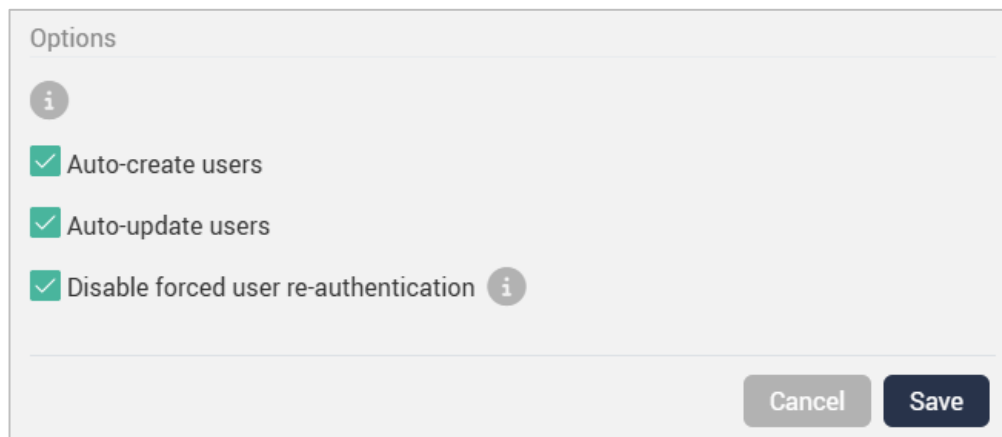 Options
i
Auto-create users
Auto-update users
Disable forced user re-authentication i
Cancel Save